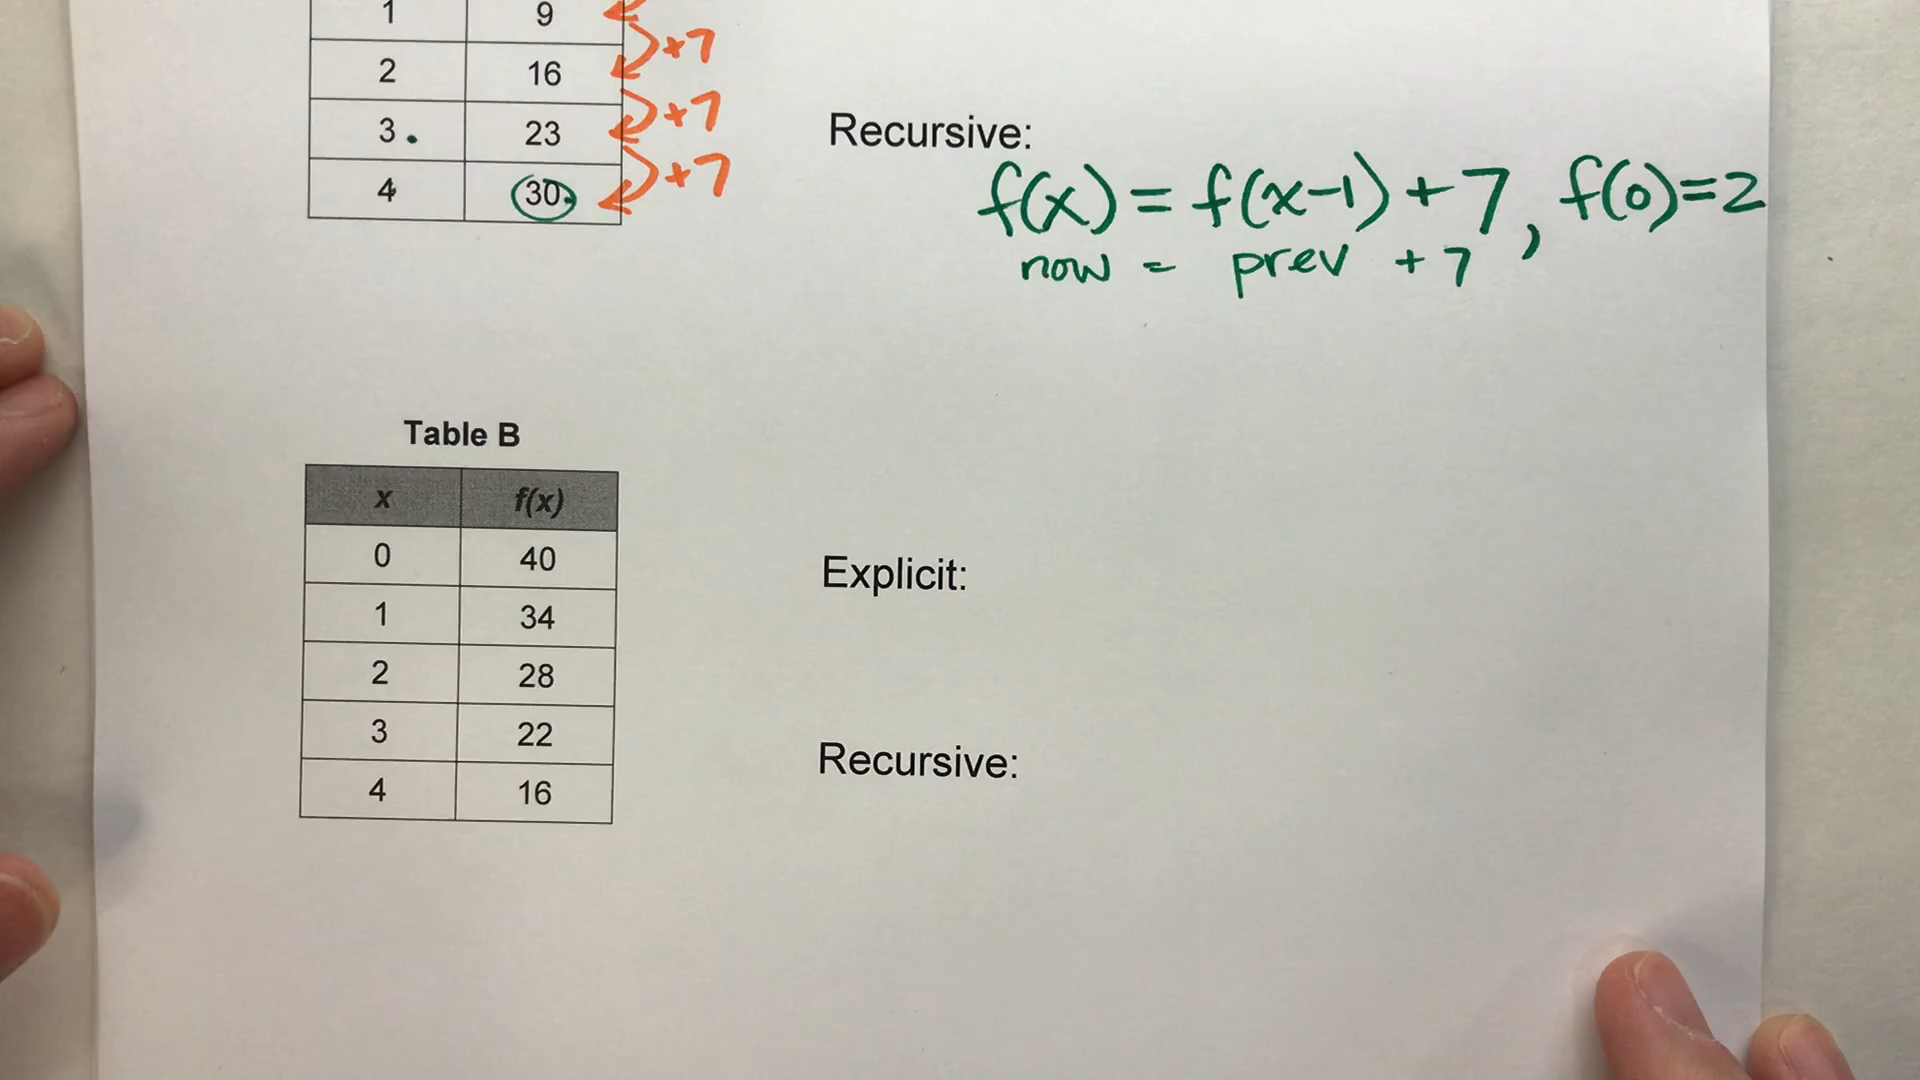 1 9
+7
2 16
+7
3. 23
+7
4 30
Recursive:
f(x) = f(x-1) + 7, f(0)=2
now = prev + 7
Table B
x f(x)
0 40
1 34
2 28
3 22
4 16
Explicit:
Recursive: